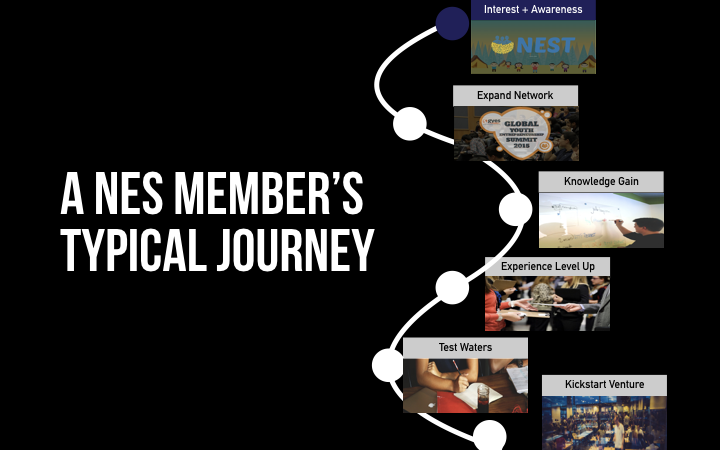 Interest + Awareness
NEST
Expand Network
gyes
GLOBAL
YOUTH
ENTREPRENEURSHIP
SUMMIT
2016
Knowledge Gain
A NES MEMBER'S
TYPICAL JOURNEY
Experience Level Up
Test Waters
Kickstart Venture